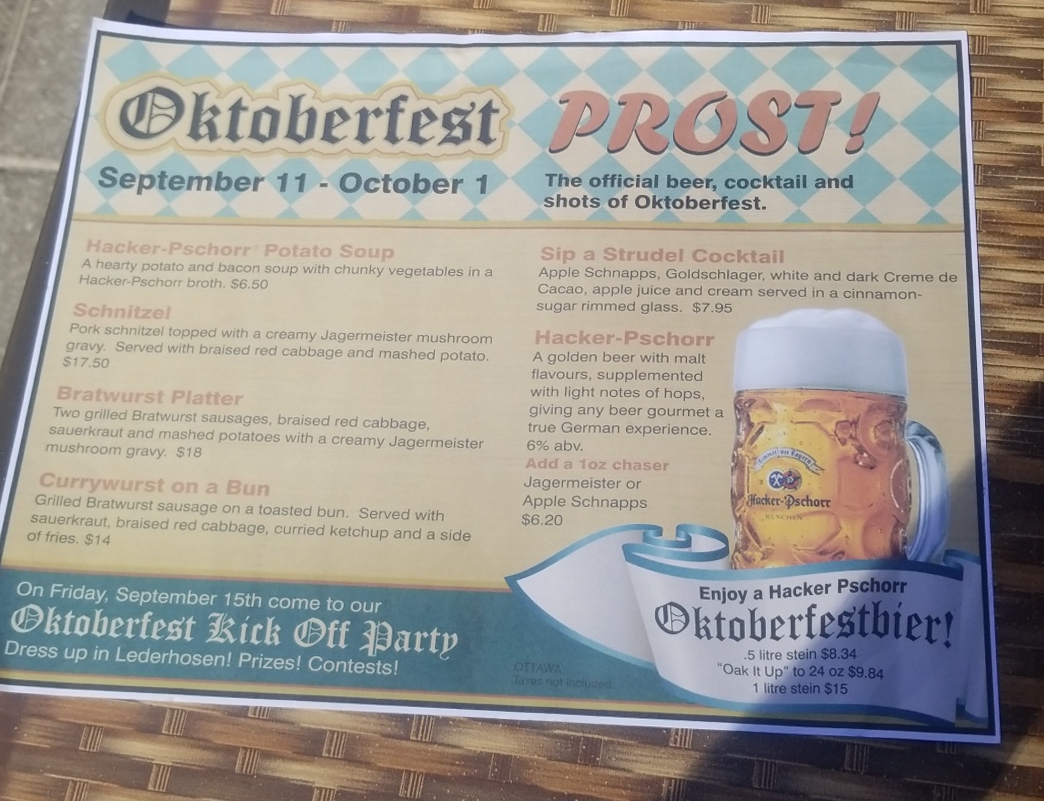 Oktoberfest
September 11 - October 1
PROST!
The official beer, cocktail and
shots of Oktoberfest.
Hacker-Pschorr® Potato Soup
A hearty potato and bacon soup with chunky vegetables in a
Hacker-Pschorr broth. $6.50
Schnitzel
Pork schnitzel topped with a creamy Jagermeister mushroom
gravy. Served with braised red cabbage and mashed potato.
$17.50
Bratwurst Platter
Two grilled Bratwurst sausages, braised red cabbage,
sauerkraut and mashed potatoes with a creamy Jagermeister
mushroom gravy. $18
Currywurst on a Bun
Grilled Bratwurst sausage on a toasted bun. Served with
sauerkraut, braised red cabbage, curried ketchup and a side
of fries. $14
Sip a Strudel Cocktail
Apple Schnapps, Goldschlager, white and dark Creme de
Cacao, apple juice and cream served in a cinnamon-
sugar rimmed glass. $7.95
Hacker-Pschorr
A golden beer with malt
flavours, supplemented
with light notes of hops,
giving any beer gourmet a
true German experience.
6% abv.
Add a 1oz chaser
Jagermeister or
Apple Schnapps
$6.20
Himmel der Bayern
Hacker-Pschorr
MÜNCHEN
On Friday, September 15th come to our
Oktoberfest Kick Off Party
Dress up in Lederhosen! Prizes! Contests!
OTTAWA
Taxes not included
Enjoy a Hacker Pschorr
Oktoberfestbier!
.5 litre stein $8.34
"Oak It Up" to 24 oz $9.84
1 litre stein $15